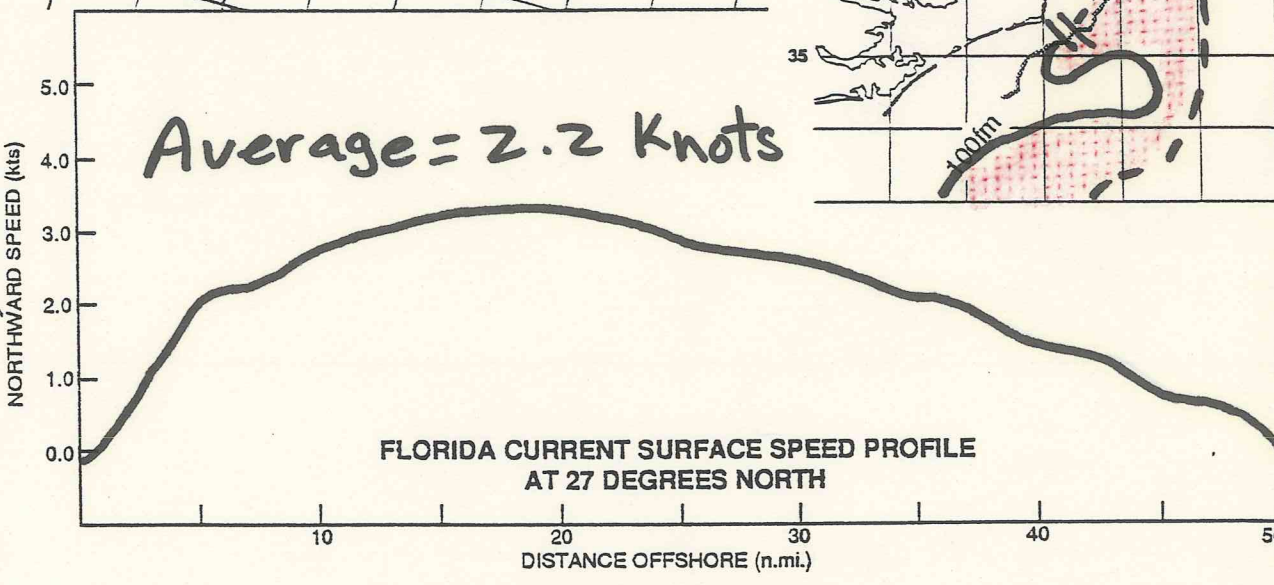 5.0
Average = 2.2 Knots
4.0
3.0
2.0
1.0
0.0
NORTHWARD SPEED (kts)
FLORIDA CURRENT SURFACE SPEED PROFILE
AT 27 DEGREES NORTH
10 20 30 40
DISTANCE OFFSHORE (n.mi.)
35
100fm